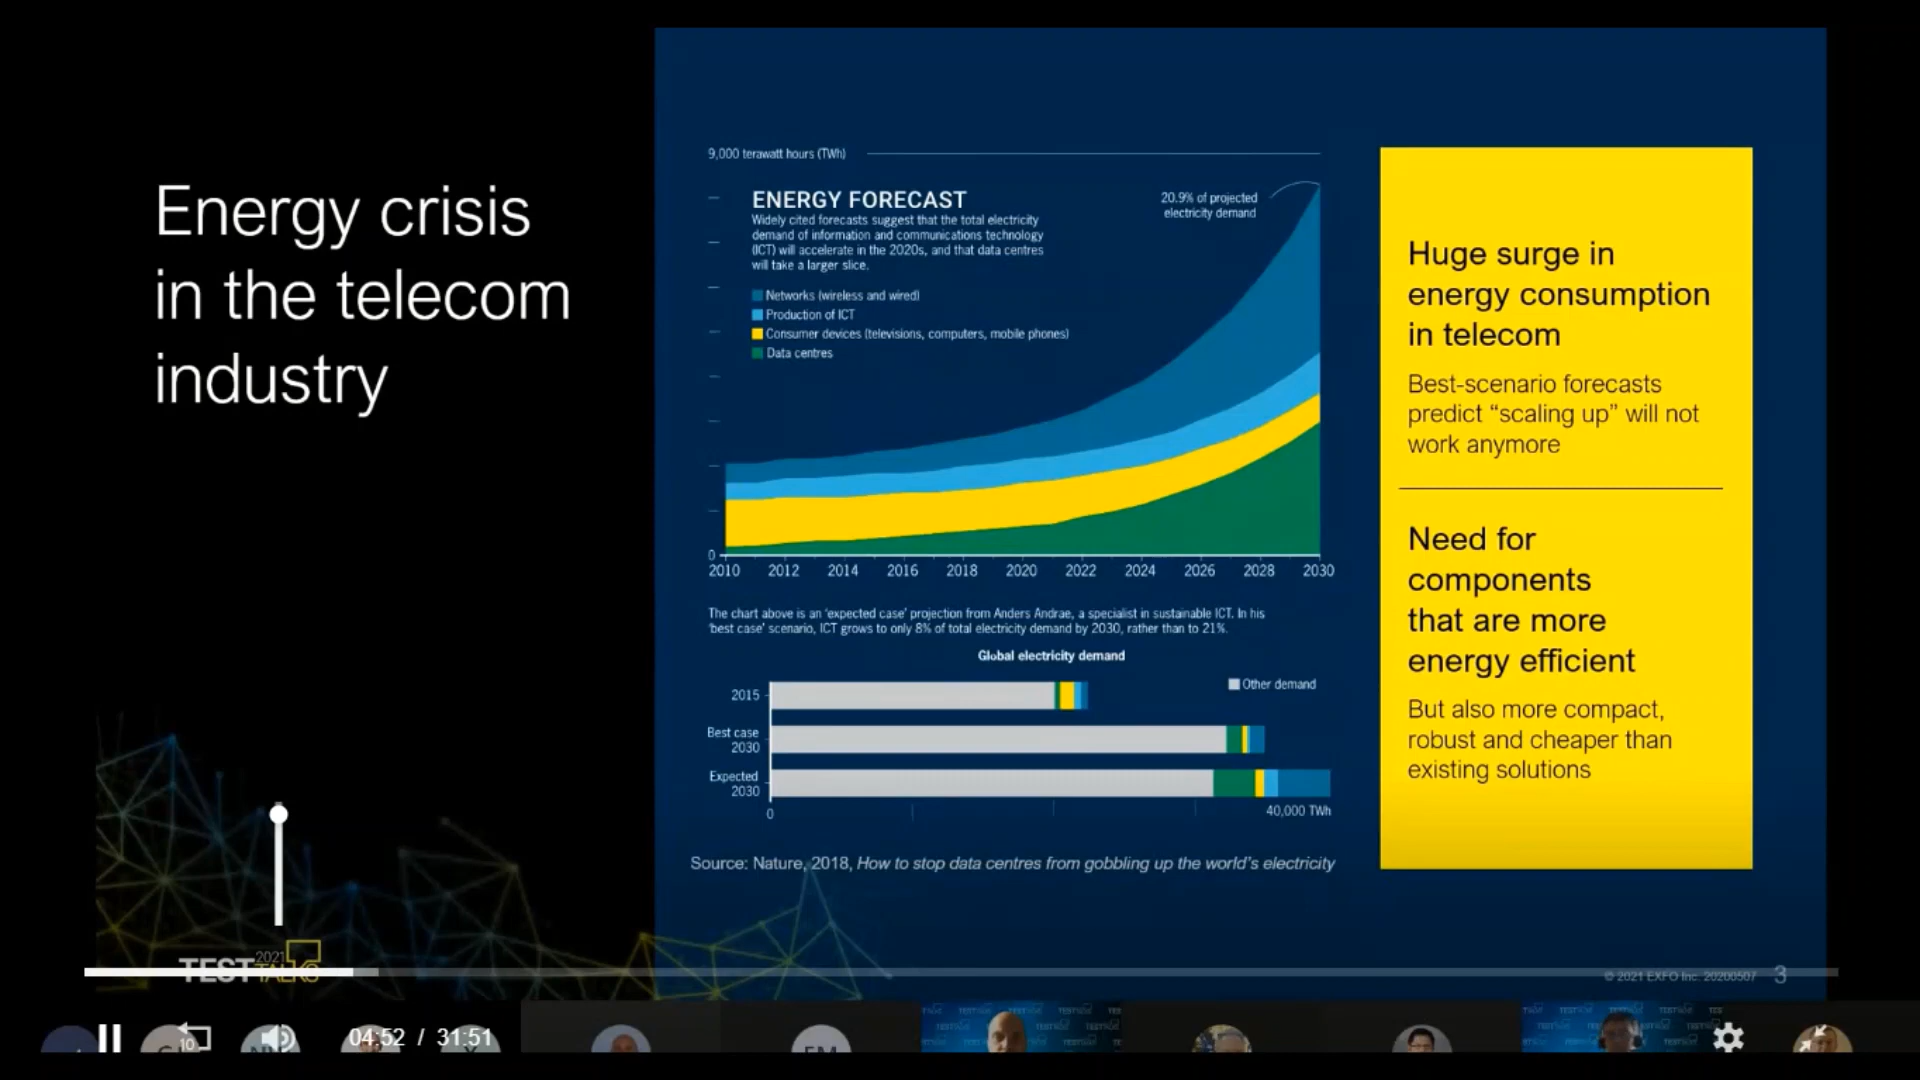 Energy crisis
in the telecom
industry
9,000 terawatt hours (TWh)
ENERGY FORECAST
Widely cited forecasts suggest that the total electricity
demand of information and communications technology
(ICT) will accelerate in the 2020s, and that data centres
will take a larger slice.
20.9% of projected
electricity demand
Networks (wireless and wired)
Production of ICT
Consumer devices (televisions, computers, mobile phones)
Data centres
0
2010 2012 2014 2016 2018 2020 2022 2024 2026 2028 2030
The chart above is an ‘expected case’ projection from Anders Andrae, a specialist in sustainable ICT. In his
‘best case’ scenario, ICT grows to only 8% of total electricity demand by 2030, rather than to 21%.
Global electricity demand
Other demand
2015
Best case
2030
Expected
2030
0
40,000 TWh
Source: Nature, 2018, How to stop data centres from gobbling up the world’s electricity
Huge surge in
energy consumption
in telecom
Best-scenario forecasts
predict “scaling up” will not
work anymore
Need for
components
that are more
energy efficient
But also more compact,
robust and cheaper than
existing solutions
2021
TEST
TALKS
© 2021 EXFO Inc. 20200507 3
10
04:52 / 31:51